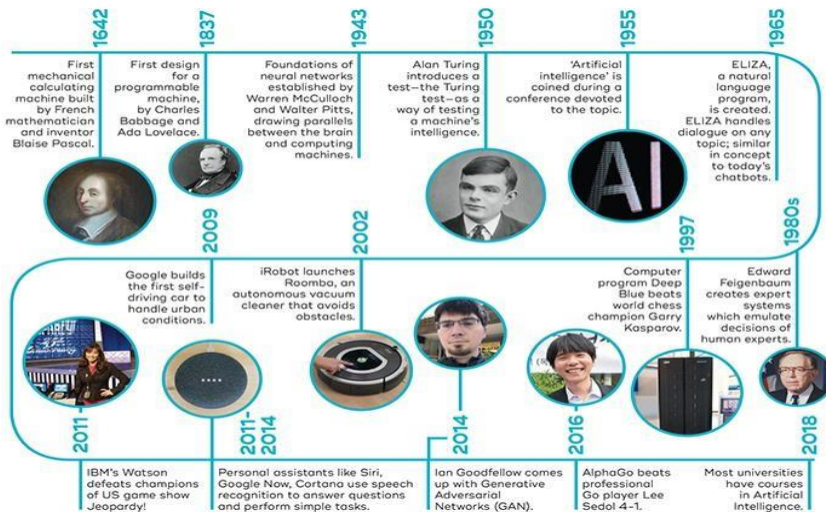 1642
First
mechanical
calculating
machine built
by French
mathematician
and inventor
Blaise Pascal.
1837
First design
for a
programmable
machine,
by Charles
Babbage and
Ada Lovelace.
1943
Foundations of
neural networks
established by
Warren McCulloch
and Walter Pitts,
drawing parallels
between the brain
and computing
machines.
1950
Alan Turing
introduces a
test—the Turing
test—as a
way of testing
a machine's
intelligence.
1955
'Artificial
intelligence' is
coined during a
conference devoted
to the topic.
AI
1965
ELIZA,
a natural
language
program,
is created.
ELIZA handles
dialogue on any
topic; similar
in concept
to today's
chatbots.
1980s
Edward
Feigenbaum
creates expert
systems
which emulate
decisions of
human experts.
1997
Computer
program Deep
Blue beats
world chess
champion Garry
Kasparov.
2002
iRobot launches
Roomba, an
autonomous vacuum
cleaner that avoids
obstacles.
2009
Google builds
the first self-
driving car to
handle urban
conditions.
2011
IBM's Watson
defeats champions
of US game show
Jeopardy!
2011-
2014
Personal assistants like Siri,
Google Now, Cortana use speech
recognition to answer questions
and perform simple tasks.
2014
Ian Goodfellow comes
up with Generative
Adversarial
Networks (GAN).
2016
AlphaGo beats
professional
Go player Lee
Sedol 4-1.
2018
Most universities
have courses
in Artificial
Intelligence.